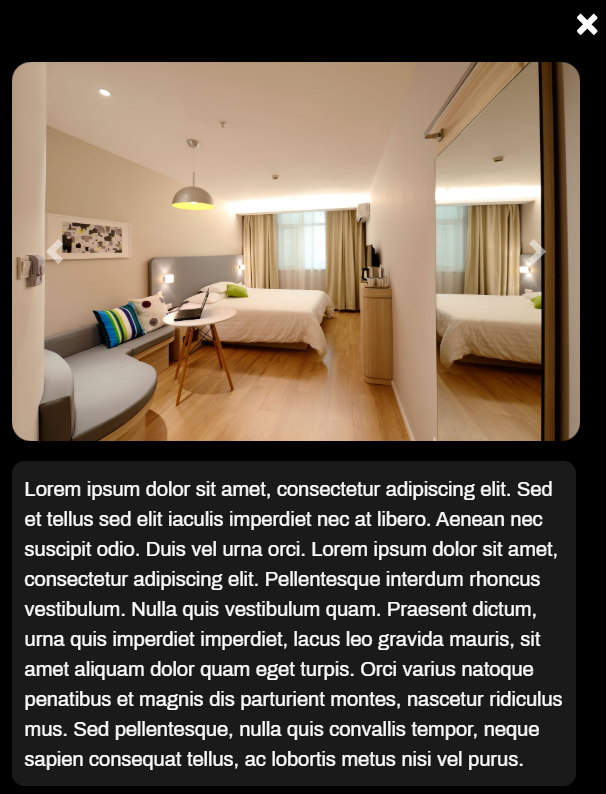 Lorem ipsum dolor sit amet, consectetur adipiscing elit. Sed
et tellus sed elit iaculis imperdiet nec at libero. Aenean nec
suscipit odio. Duis vel urna orci. Lorem ipsum dolor sit amet,
consectetur adipiscing elit. Pellentesque interdum rhoncus
vestibulum. Nulla quis vestibulum quam. Praesent dictum,
urna quis imperdiet imperdiet, lacus leo gravida mauris, sit
amet aliquam dolor quam eget turpis. Orci varius natoque
penatibus et magnis dis parturient montes, nascetur ridiculus
mus. Sed pellentesque, nulla quis convallis tempor, neque
sapien consequat tellus, ac lobortis metus nisi vel purus.